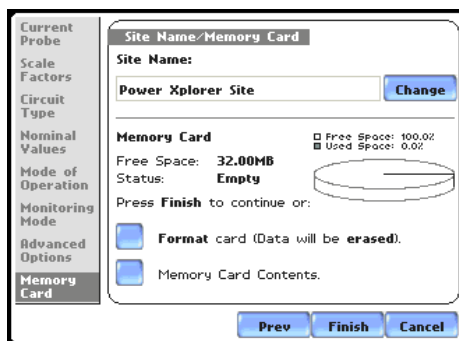 Current
Probe
Scale
Factors
Circuit
Type
Nominal
Values
Mode of
Operation
Monitoring
Mode
Advanced
Options
Memory
Card
Site Name/Memory Card
Site Name:
Power Xplorer Site
Change
Memory Card
Free Space: 100.0%
Used Space: 0.0%
Free Space: 32.00MB
Status: Empty
Press Finish to continue or:
Format card (Data will be erased).
Memory Card Contents.
Prev Finish Cancel